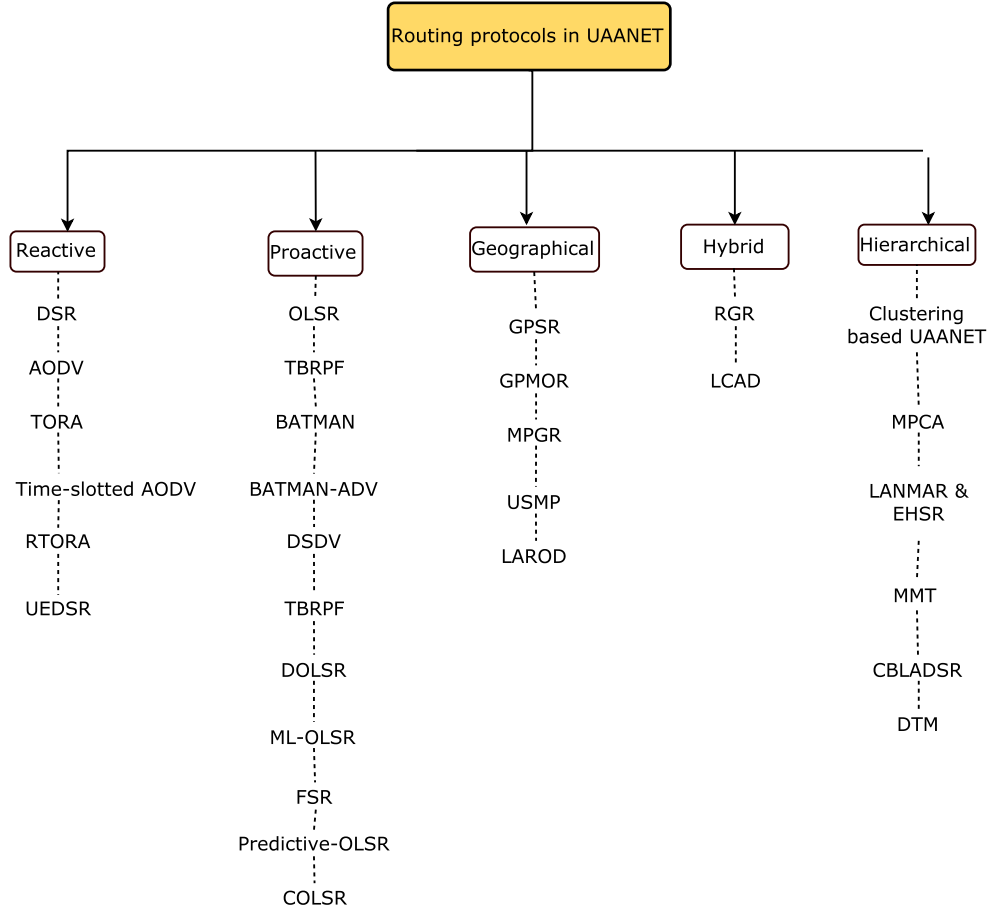 Routing protocols in UAANET
Reactive
DSR
AODV
TORA
Time-slotted AODV
RTORA
UEDSR
Proactive
OLSR
TBRPF
BATMAN
BATMAN-ADV
DSDV
TBRPF
DOLSR
ML-OLSR
FSR
Predictive-OLSR
COLSR
Geographical
GPSR
GPMOR
MPGR
USMP
LAROD
Hybrid
RGR
LCAD
Hierarchical
Clustering
based UAANET
MPCA
LANMAR &
EHSR
MMT
CBLADSR
DTM